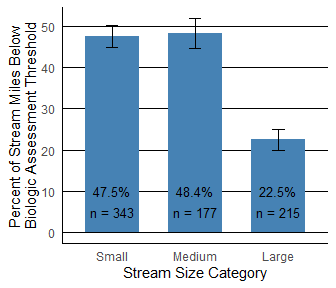 Percent of Stream Miles Below
Biologic Assessment Threshold
50
40
30
20
10
0
47.5%
48.4%
22.5%
n = 343
n = 177
n = 215
Small
Medium
Large
Stream Size Category